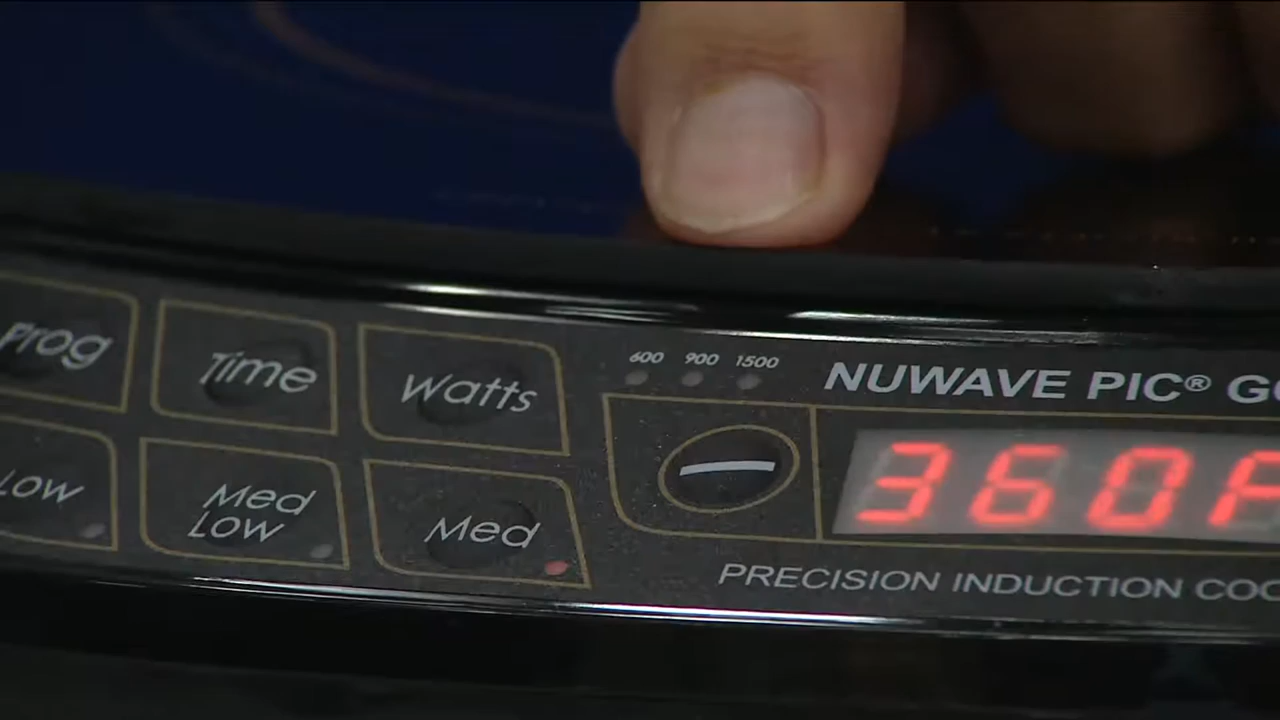 Prog
Time
Watts
600 900 1500
NUWAVE PIC®
360F
Low
Med
Low
Med
PRECISION INDUCTION